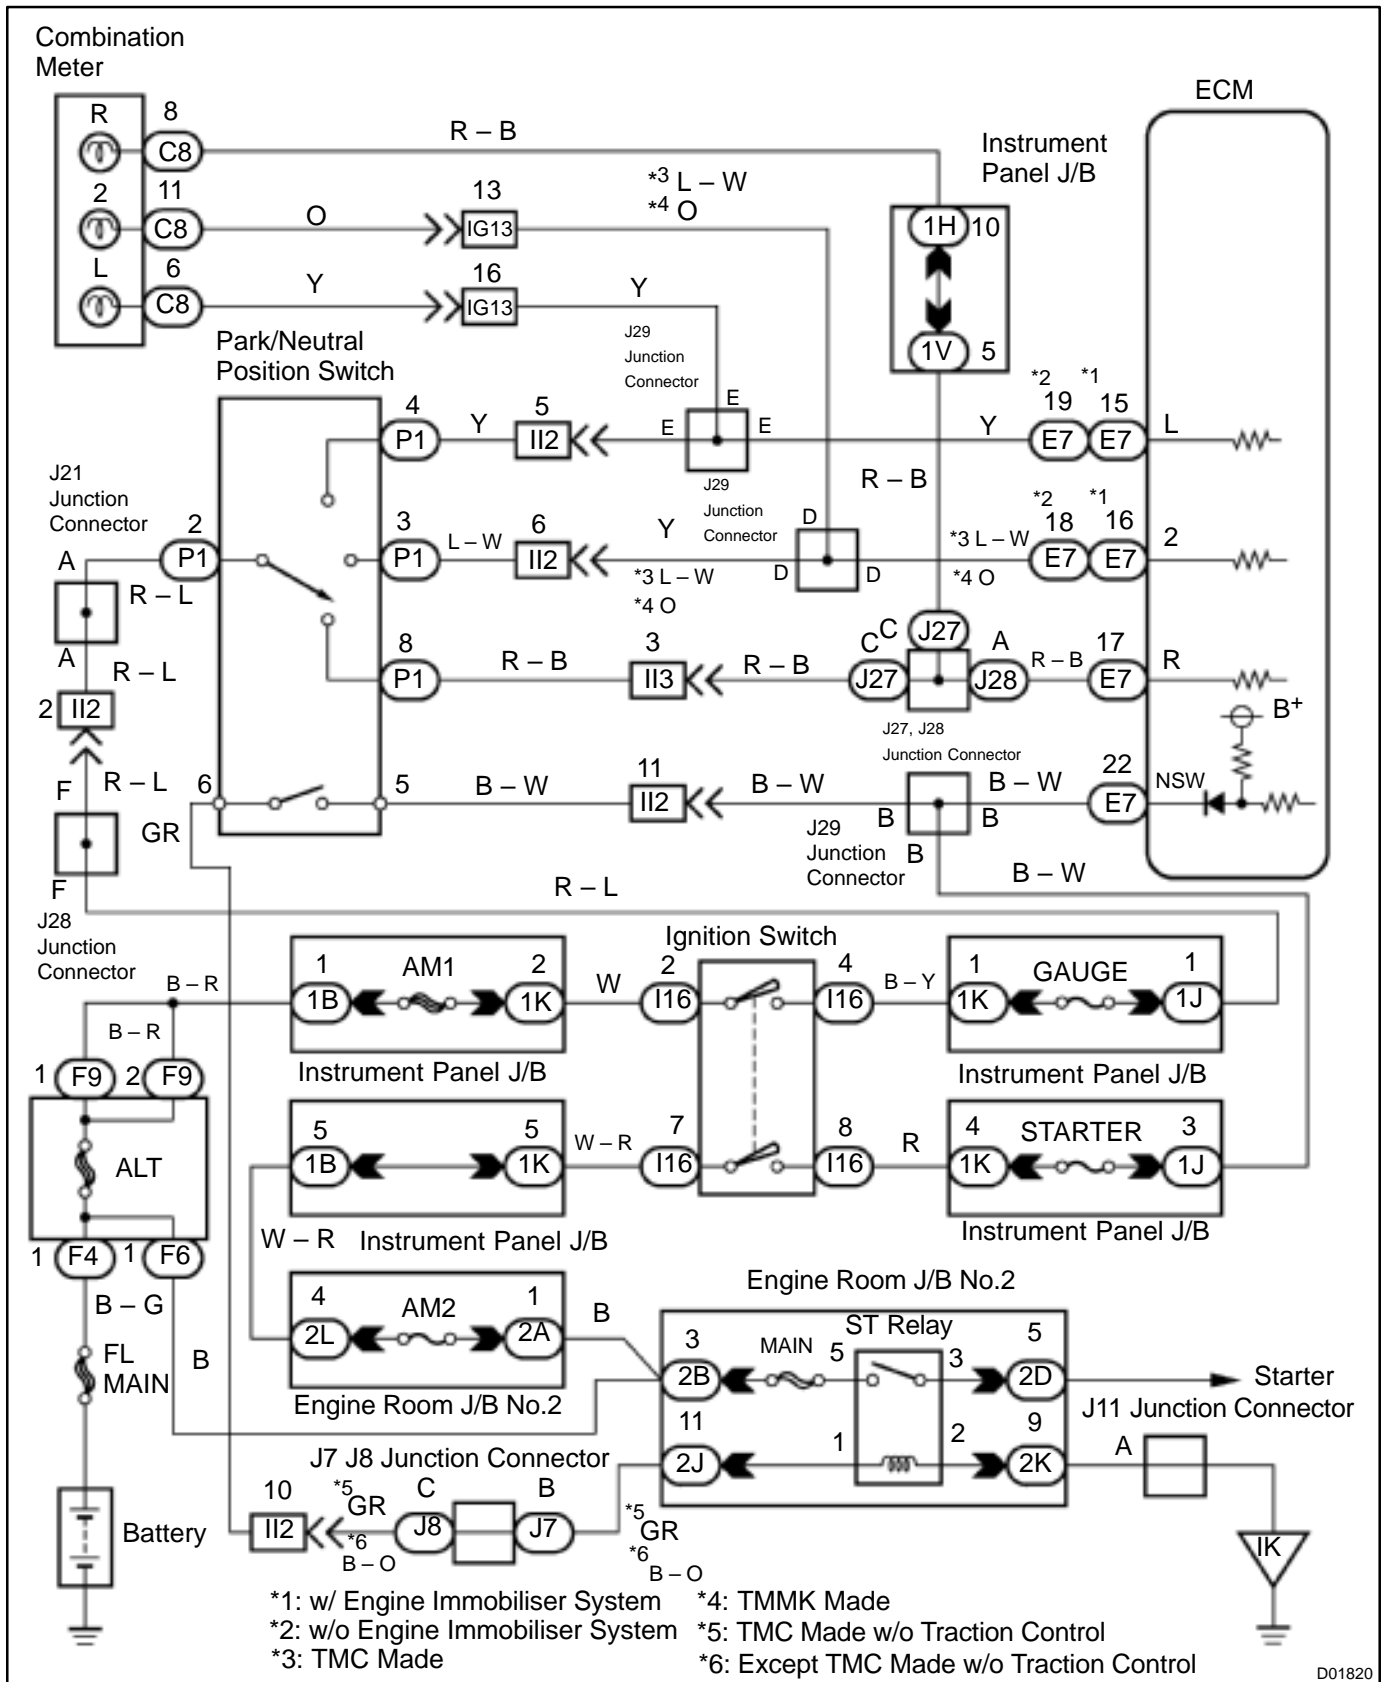 Combination
Meter
ECM
R
8
C8
R – B
Instrument
Panel J/B
2
11
C8
O
13
IG13
*3 L – W
*4 O
1H
10
L
6
C8
Y
16
IG13
Y
1V
5
Park/Neutral
Position Switch
J29
Junction
Connector
4
P1
Y
5
II2
E
E
E
Y
*2
19
E7
*1
15
E7
L
J21
Junction
Connector
R – B
J29
Junction
Connector
2
P1
3
P1
L – W
6
II2
Y
*3 L – W
*4 O
D
D
D
*3 L – W
*4 O
*2
18
E7
*1
16
E7
2
A
R – L
A
8
P1
R – B
3
II3
R – B
C
J27
C
J27
A
J28
R – B
17
E7
R
R – L
2
II2
J27, J28
Junction Connector
B+
R – L
F
6
5
B – W
11
II2
B – W
B
B
B
B – W
22
E7
NSW
GR
J29
Junction
Connector
B – W
F
J28
Junction
Connector
R – L
Ignition Switch
B – R
B – R
1
1B
AM1
2
1K
W
2
I16
4
I16
B – Y
1
1K
GAUGE
1
1J
Instrument Panel J/B
Instrument Panel J/B
1
F9
2
F9
ALT
5
1B
5
1K
W – R
7
I16
8
I16
R
4
1K
STARTER
3
1J
W – R
Instrument Panel J/B
Instrument Panel J/B
1
F4
1
F6
B – G
B
FL
MAIN
4
2L
AM2
1
2A
B
Engine Room J/B No.2
Engine Room J/B No.2
3
2B
MAIN
5
ST Relay
3
5
2D
Starter
11
2J
1
2
9
2K
J11 Junction Connector
A
J7 J8 Junction Connector
Battery
10
II2
*5
GR
*6
B – O
C
J8
B
J7
*5
GR
*6
B – O
IK
*1: w/ Engine Immobiliser System
*2: w/o Engine Immobiliser System
*3: TMC Made
*4: TMMK Made
*5: TMC Made w/o Traction Control
*6: Except TMC Made w/o Traction Control
D01820